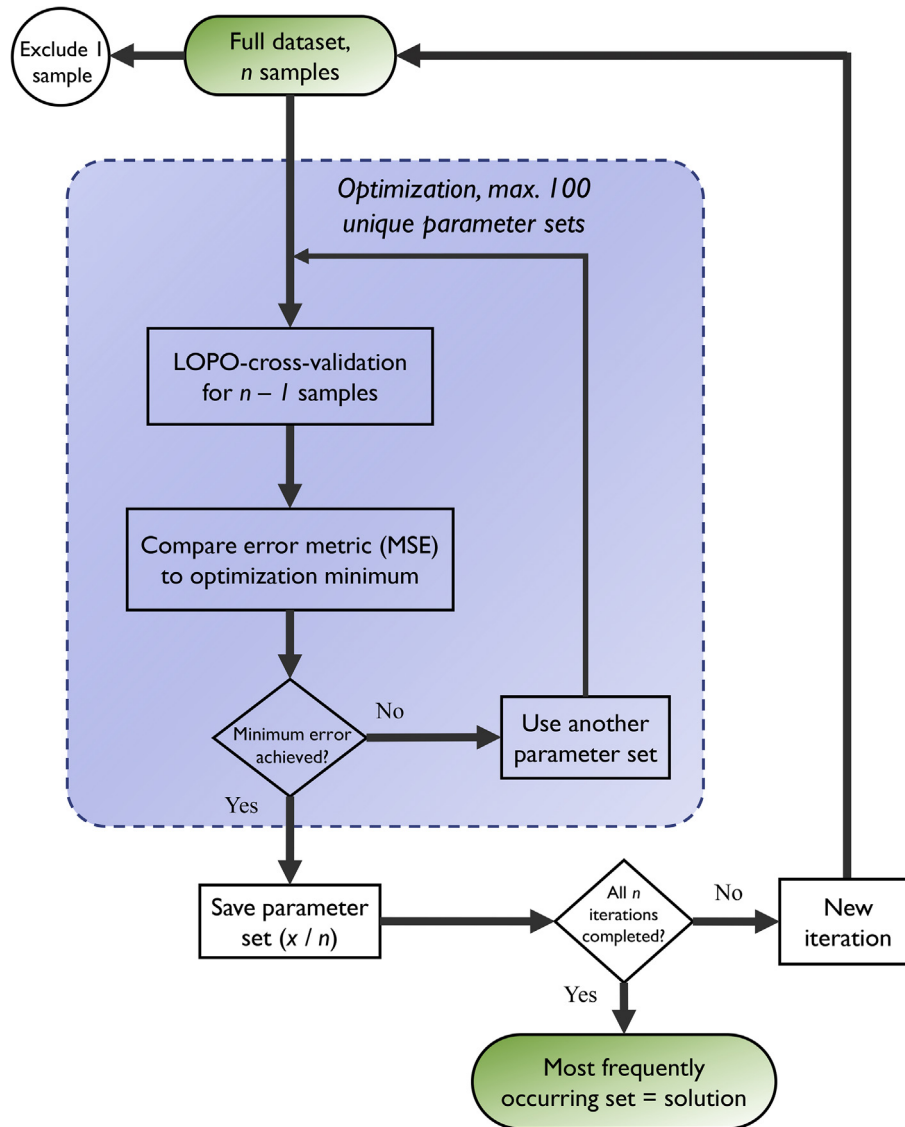 Exclude 1
sample
Full dataset,
n samples
Optimization, max. 100
unique parameter sets
LOPO-cross-validation
for n – 1 samples
Compare error metric (MSE)
to optimization minimum
Minimum error
achieved?
No
Use another
parameter set
Yes
Save parameter
set (x / n)
All n
iterations
completed?
No
New
iteration
Yes
Most frequently
occurring set = solution